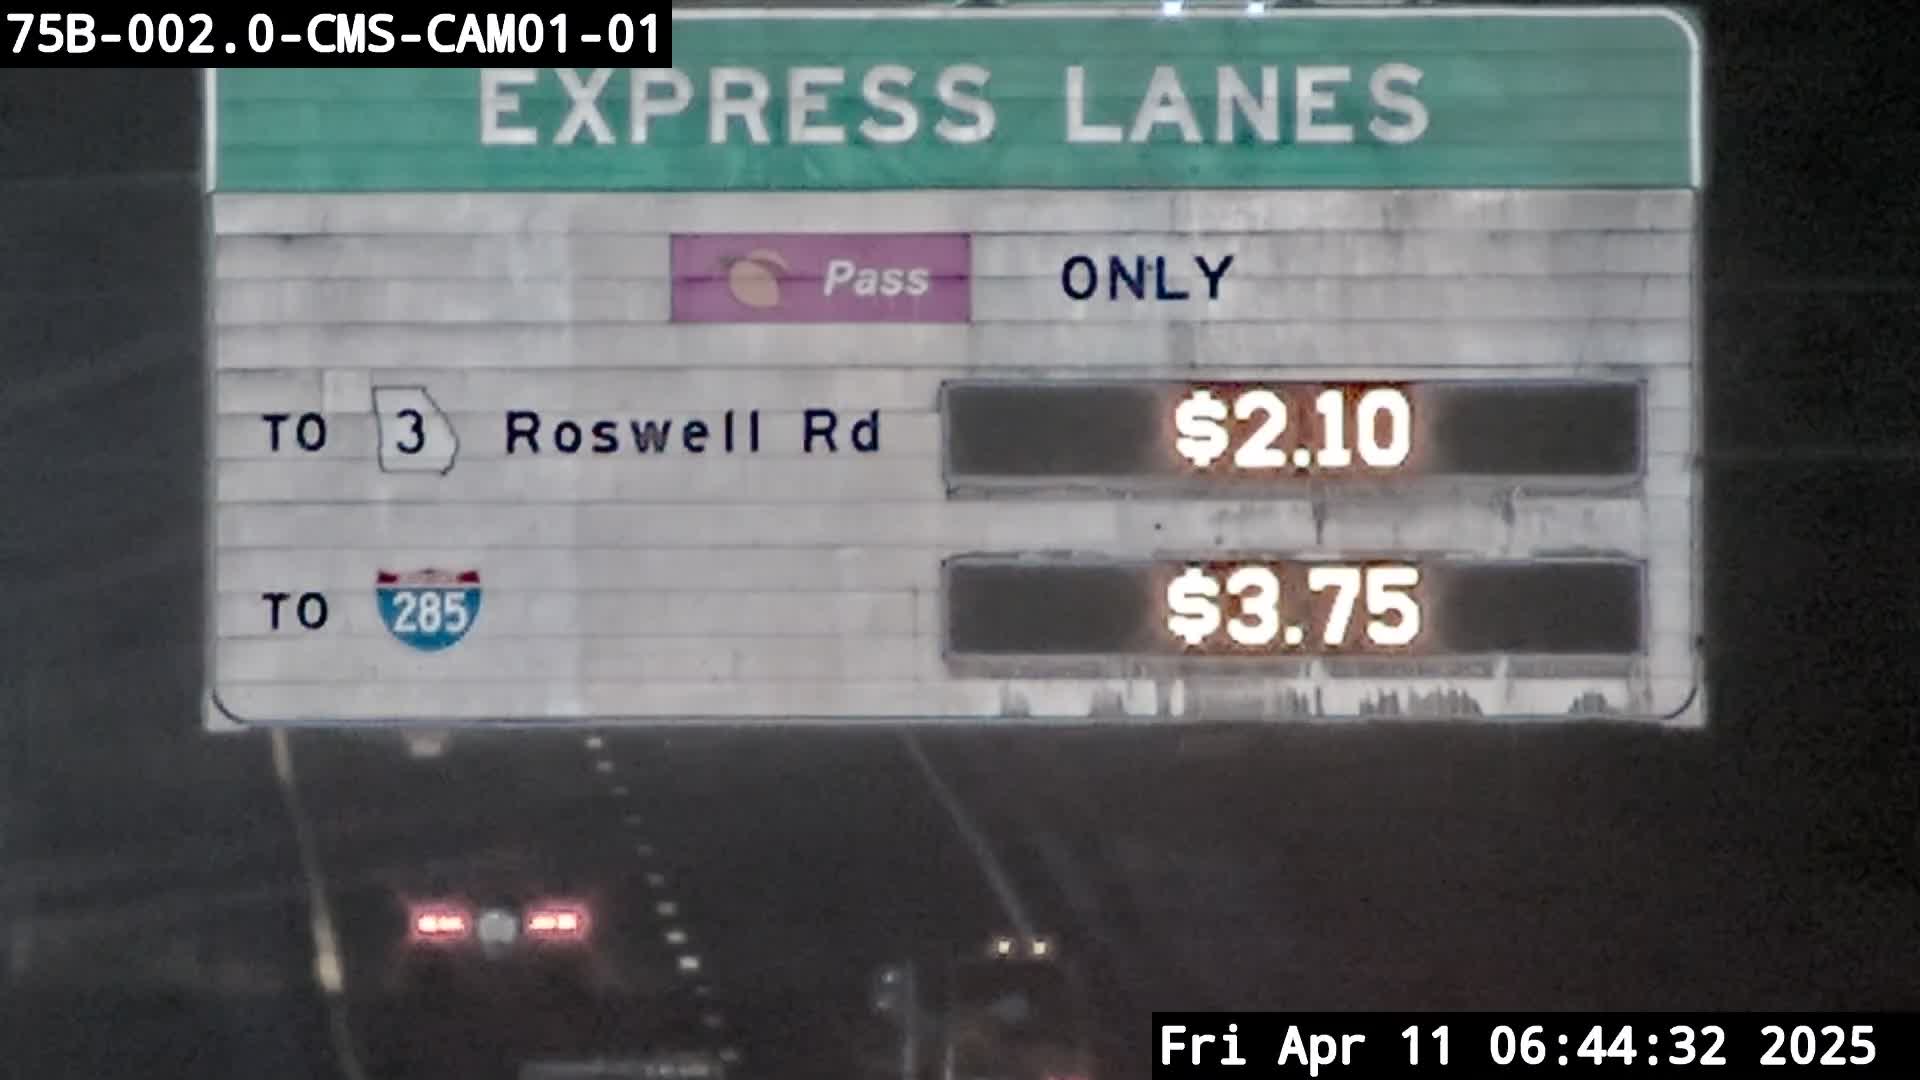 75B-002.0-CMS-CAM01-01
EXPRESS LANES
Pass ONLY
TO 3 Roswell Rd $2.10
TO 285 $3.75
Fri Apr 11 06:44:32 2025